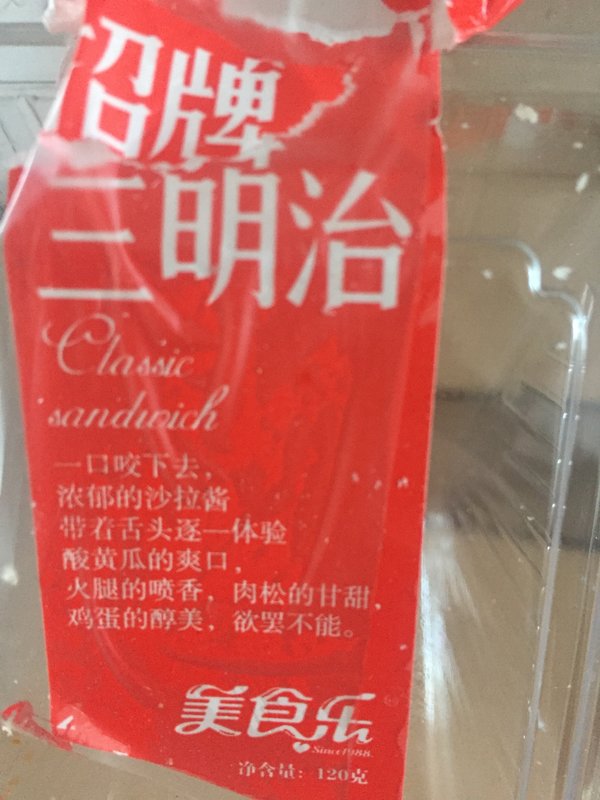 招牌
三明治
Classic
sandwich
一口咬下去，
浓郁的沙拉酱
带着舌头逐一体验
酸黄瓜的爽口，
火腿的喷香，肉松的甘甜，
鸡蛋的醇美，欲罢不能。
美食乐
Since1988
净含量：120克